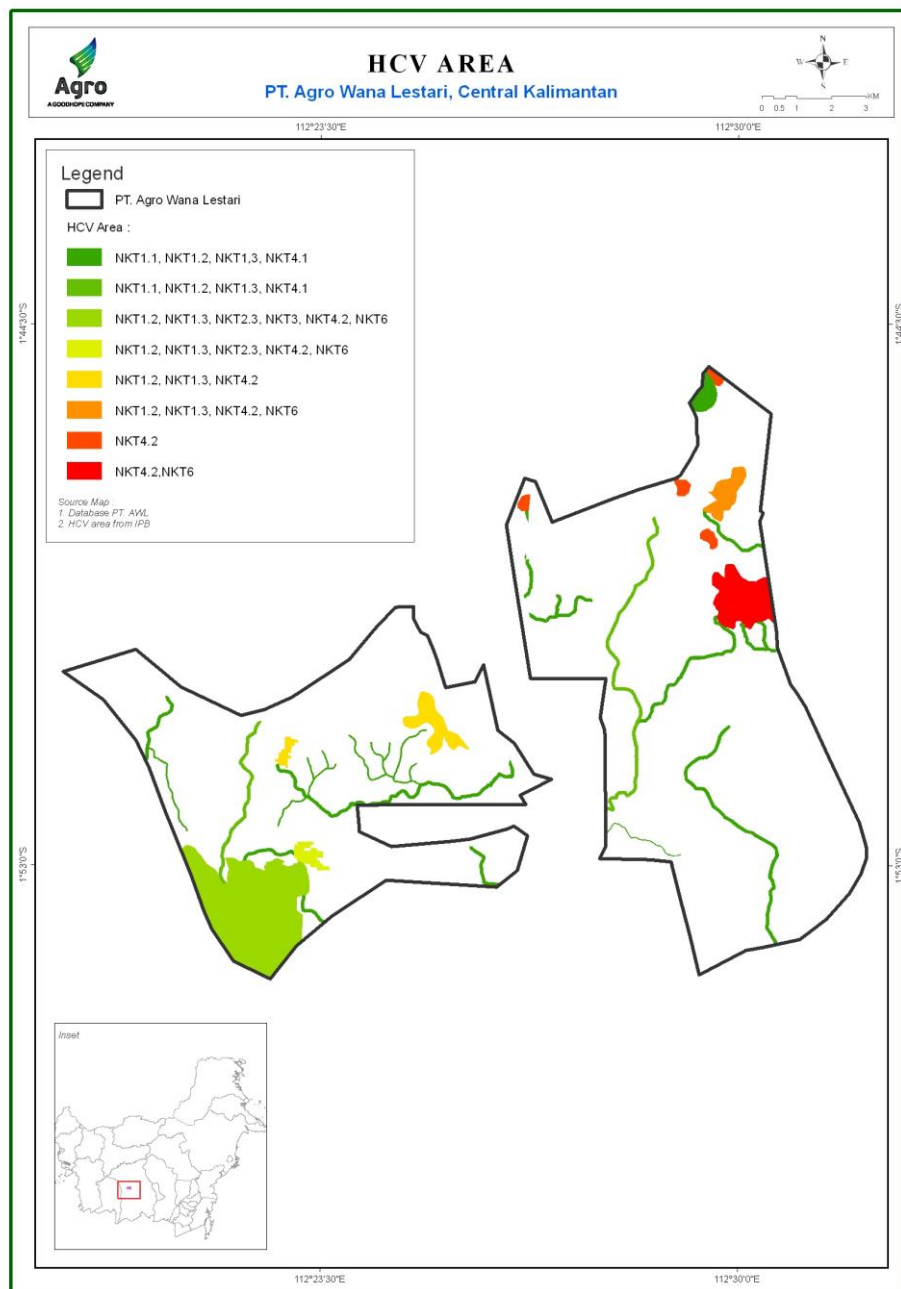 Agro
A GOODHOPE COMPANY
HCV AREA
PT. Agro Wana Lestari, Central Kalimantan
N
W
E
S
KM
0 0.5 1 2 3
112°23'30"E
112°30'0"E
Legend
PT. Agro Wana Lestari
HCV Area :
NKT1.1, NKT1.2, NKT1,3, NKT4.1
NKT1.1, NKT1.2, NKT1.3, NKT4.1
NKT1.2, NKT1.3, NKT2.3, NKT3, NKT4.2, NKT6
NKT1.2, NKT1.3, NKT2.3, NKT4.2, NKT6
NKT1.2, NKT1.3, NKT4.2
NKT1.2, NKT1.3, NKT4.2, NKT6
NKT4.2
NKT4.2,NKT6
Source Map :
1. Database PT. AWL
2. HCV area from IPB
1°44'30"S
1°44'30"S
1°53'0"S
1°53'0"S
Inset
112°23'30"E
112°30'0"E